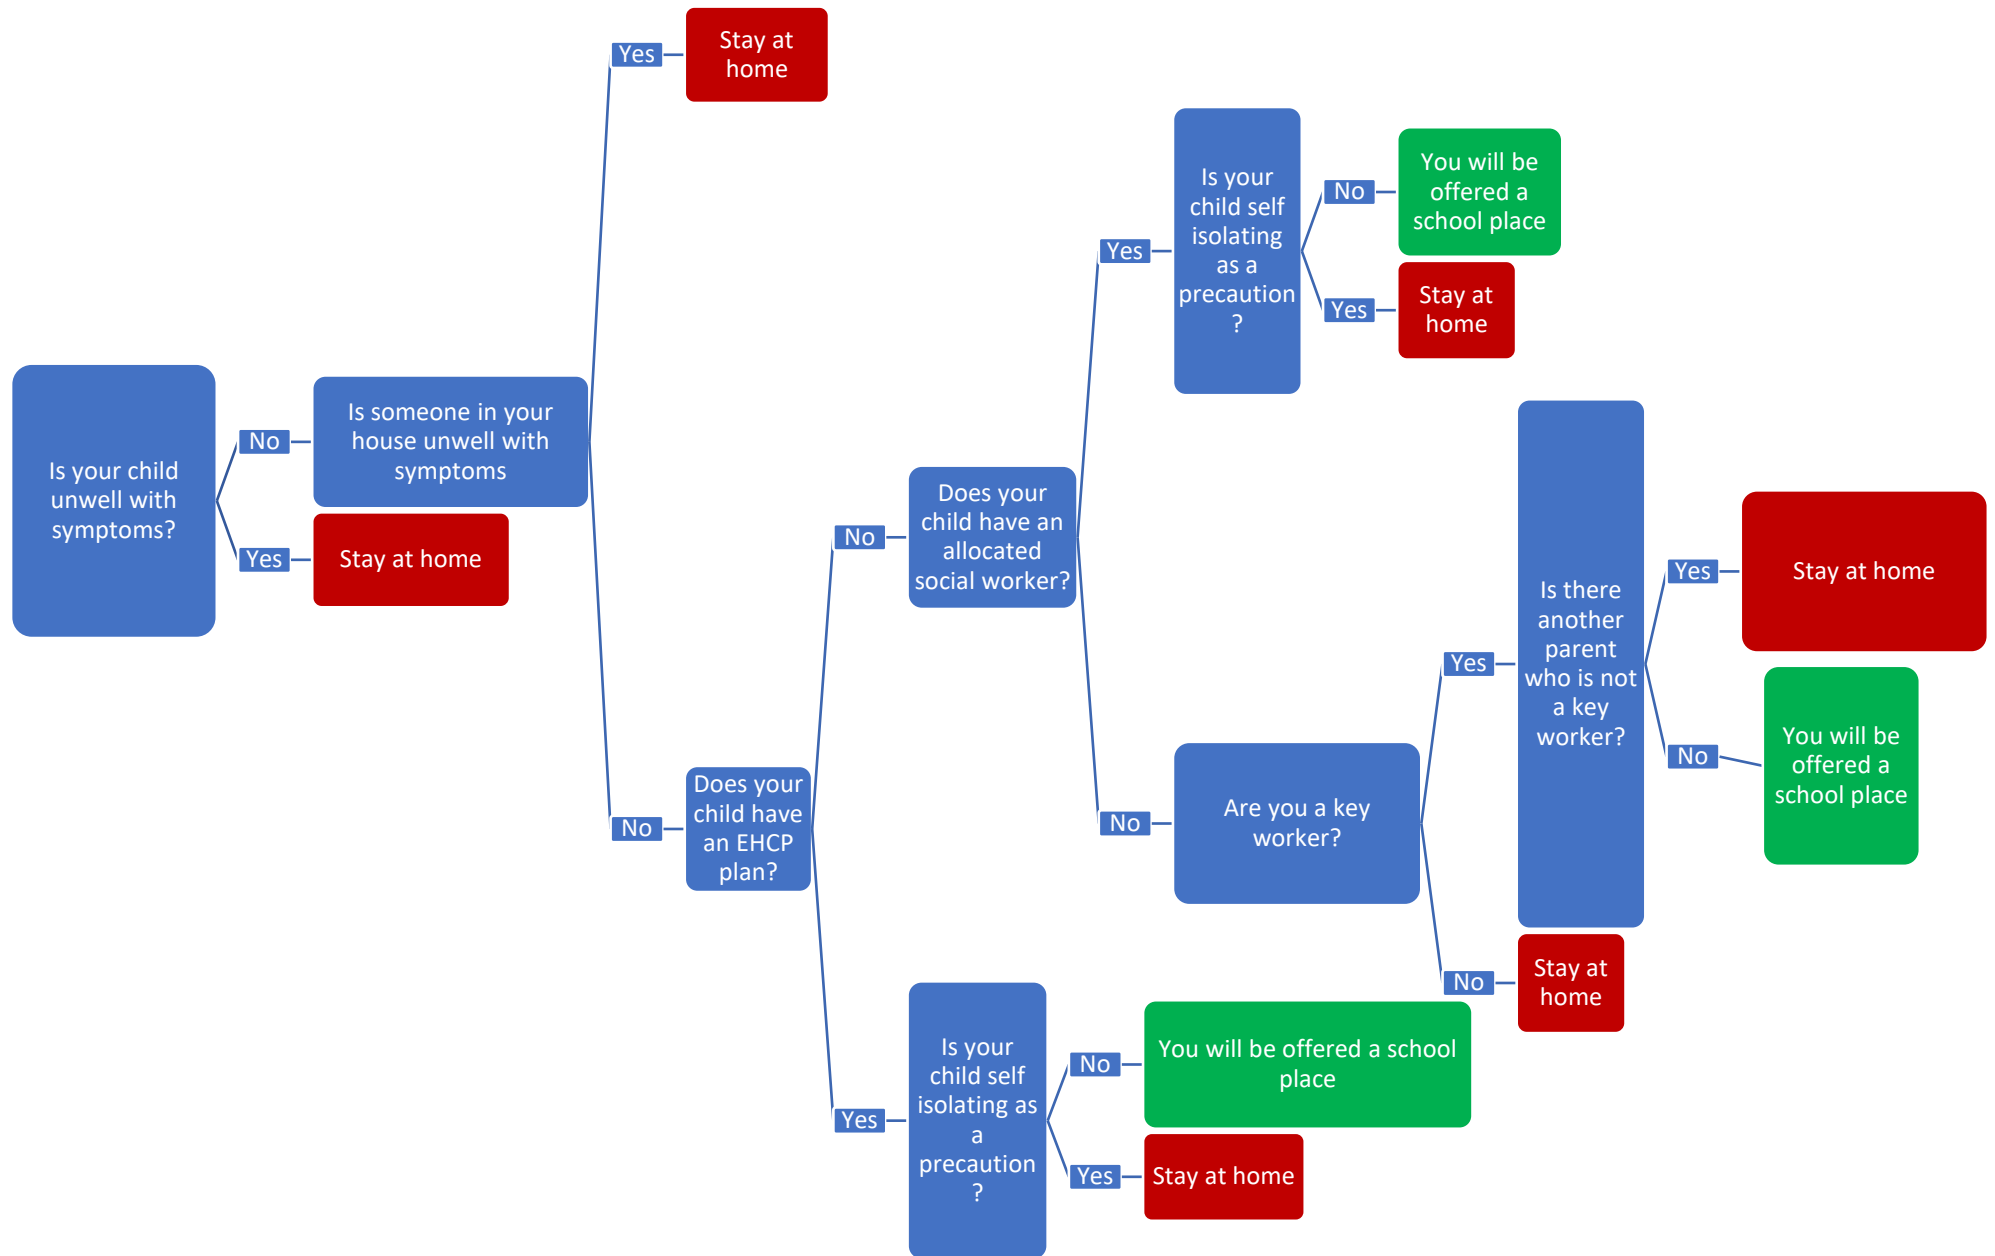 Is your child
unwell with
symptoms?
No
Is someone in your
house unwell with
symptoms
Yes
Stay at home
Yes
Stay at
home
No
Does your
child have
an EHCP
plan?
No
Does your
child have an
allocated
social worker?
Yes
Is your
child self
isolating
as a
precaution
?
No
You will be
offered a
school place
Yes
Stay at
home
No
Are you a key
worker?
Yes
Is there
another
parent
who is not
a key
worker?
Yes
Stay at home
No
You will be
offered a
school place
No
Stay at
home
Yes
Is your
child self
isolating as
a
precaution
?
No
You will be offered a school
place
Yes
Stay at home